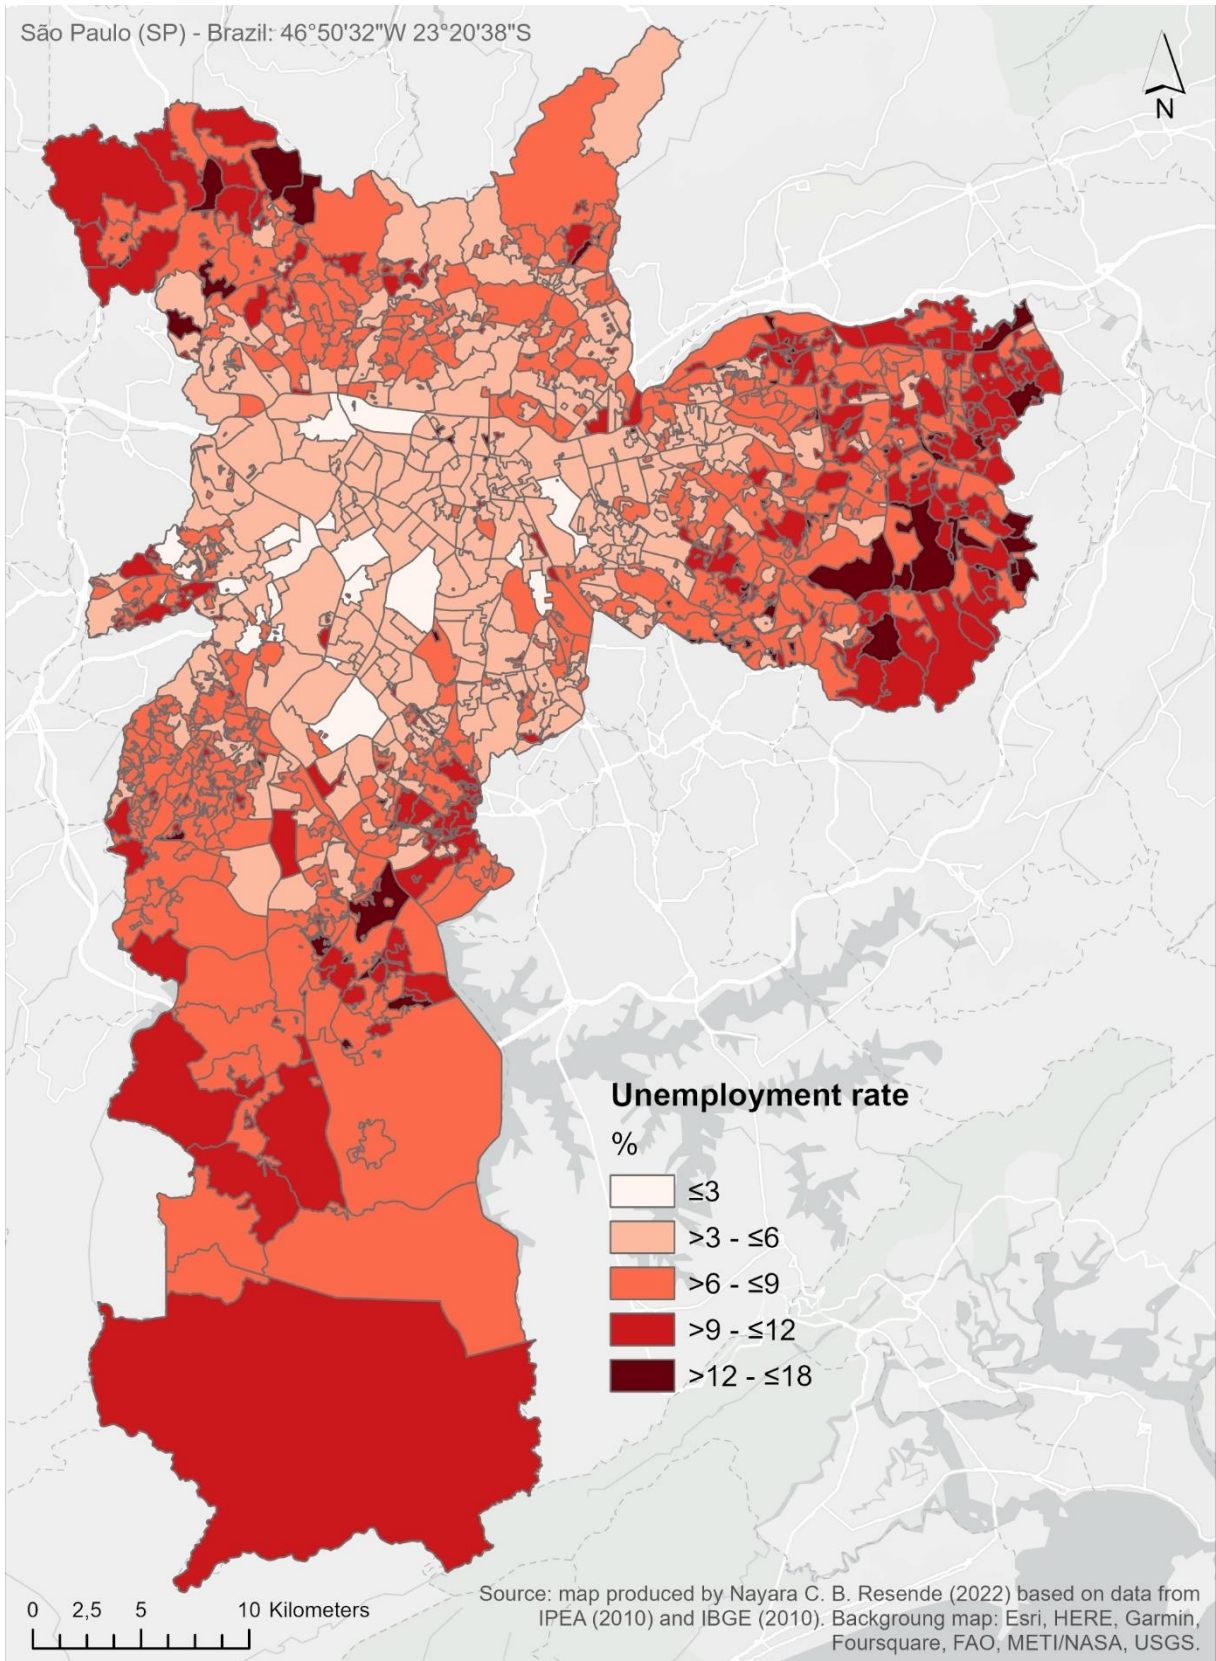 São Paulo (SP) - Brazil: 46°50'32"W 23°20'38"S
N
Unemployment rate
%
≤3
>3 - ≤6
>6 - ≤9
>9 - ≤12
>12 - ≤18
0 2,5 5 10 Kilometers
Source: map produced by Nayara C. B. Resende (2022) based on data from
IPEA (2010) and IBGE (2010). Backgroung map: Esri, HERE, Garmin,
Foursquare, FAO, METI/NASA, USGS.